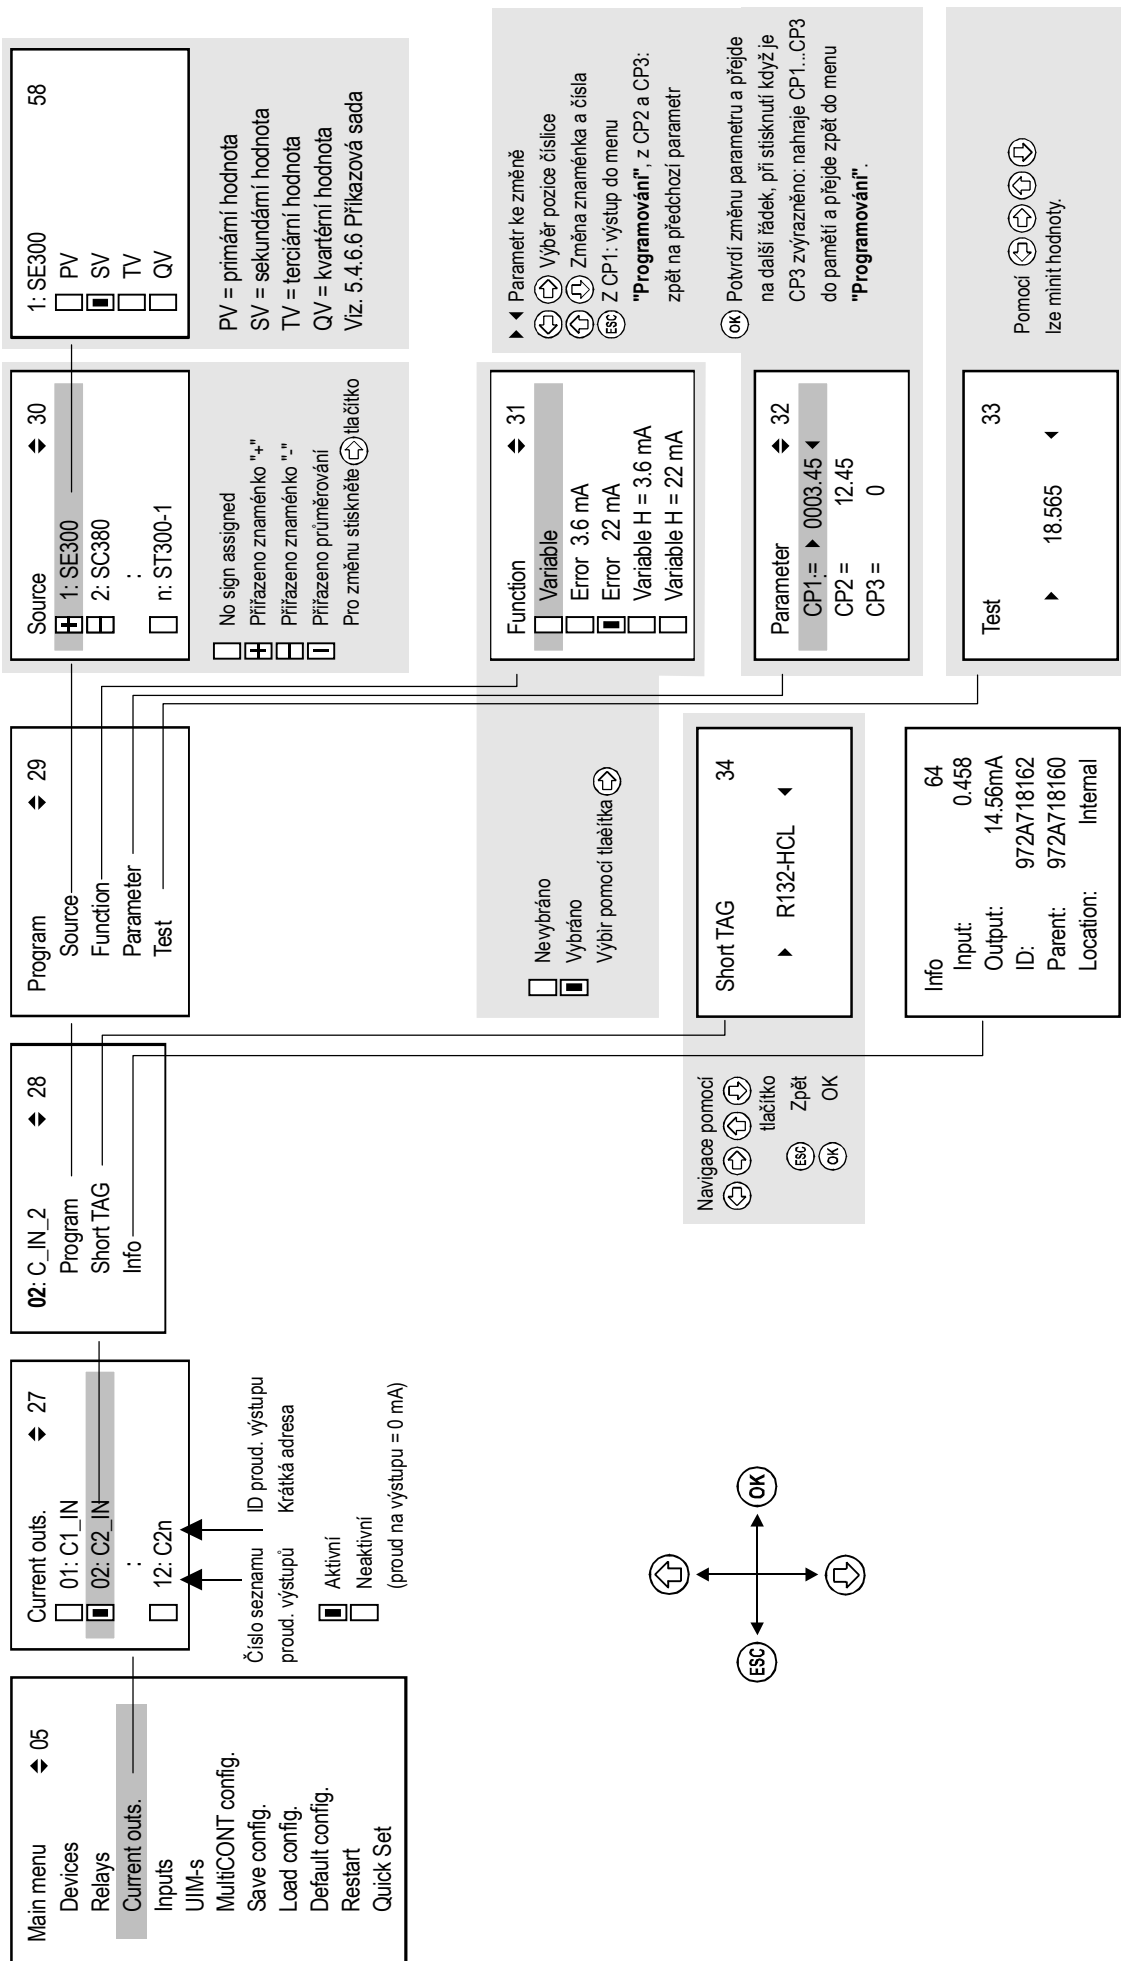 Main menu 05
Devices
Relays
Current outs.
Inputs
UIM-s
MultiCONT config.
Save config.
Load config.
Default config.
Restart
Quick Set
Current outs. 27
01: C1_IN
02: C2_IN
:
12: C2n
Číslo seznamu
proud. výstupů
ID proud. výstupu
Krátká adresa
Aktivní
Neaktivní
(proud na výstupu = 0 mA)
02: C_IN_2 28
Program
Short TAG
Info
Program 29
Source
Function
Parameter
Test
Source 30
1: SE300
2: SC380
:
n: ST300-1
No sign assigned
Přiřazeno znaménko "+"
Přiřazeno znaménko "-"
Přiřazeno průměrování
Pro změnu stiskněte tlačítko
1: SE300 58
PV
SV
TV
QV
PV = primární hodnota
SV = sekundární hodnota
TV = terciární hodnota
QV = kvarténí hodnota
Viz. 5.4.6.6 Příkazová sada
Nevybráno
Vybráno
Výbìr pomocí tlaèítka
Function 31
Variable
Error 3.6 mA
Error 22 mA
Variable H = 3.6 mA
Variable H = 22 mA
Parametr ke změně
Výběr pozice číslice
Změna znaménka a čísla
ESC Z CP1: výstup do menu
"Programování", z CP2 a CP3:
zpět na předchozí parametr
OK Potvrdí změnu parametru a přejde
na další řádek, při stisknutí když je
CP3 zvýrazněno: nahraje CP1...CP3
do pamětí a přejde zpět do menu
"Programování".
Navigace pomocí
tlačítko
ESC Zpět
OK OK
Short TAG 34
R132-HCL
Parameter 32
CP1:= 0003.45
CP2 = 12.45
CP3 = 0
Info 64
Input: 0.458
Output: 14.56mA
ID: 972A718162
Parent: 972A718160
Location: Internal
Test 33
18.565
Pomocí
lze mìnit hodnoty.
ESC
OK